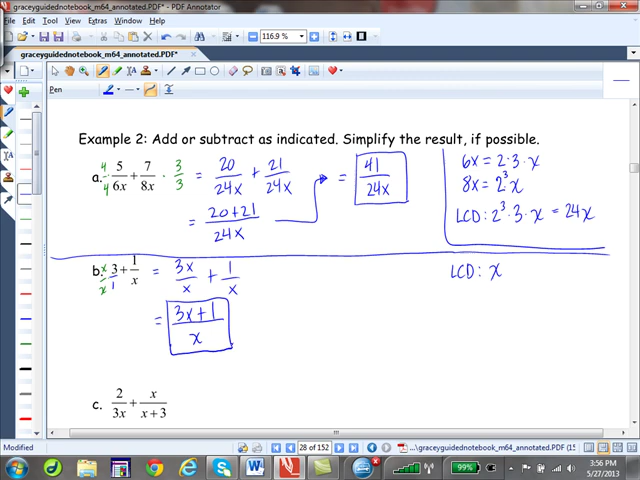 graceyguidednotebook_m64_annotated.PDF* - PDF Annotator
File Edit Tool View Extras Help
116.9 %
graceyguidednotebook_m64_annotated.PDF* ×
Pen
Example 2: Add or subtract as indicated. Simplify the result, if possible.
a. 4/4 · 5/6x + 7/8x · 3/3 = 20/24x + 21/24x = 41/24x
= 20+21/24x
6x = 2·3·x
8x = 2³·x
LCD: 2³·3·x = 24x
b. x/x · 3/1 + 1/x = 3x/x + 1/x
= 3x+1/x
LCD: x
c. 2/3x + x/x+3
Modified
28 of 152
...\graceyguidednotebook_m64_annotated.PDF (15
99%
3:56 PM
5/27/2013